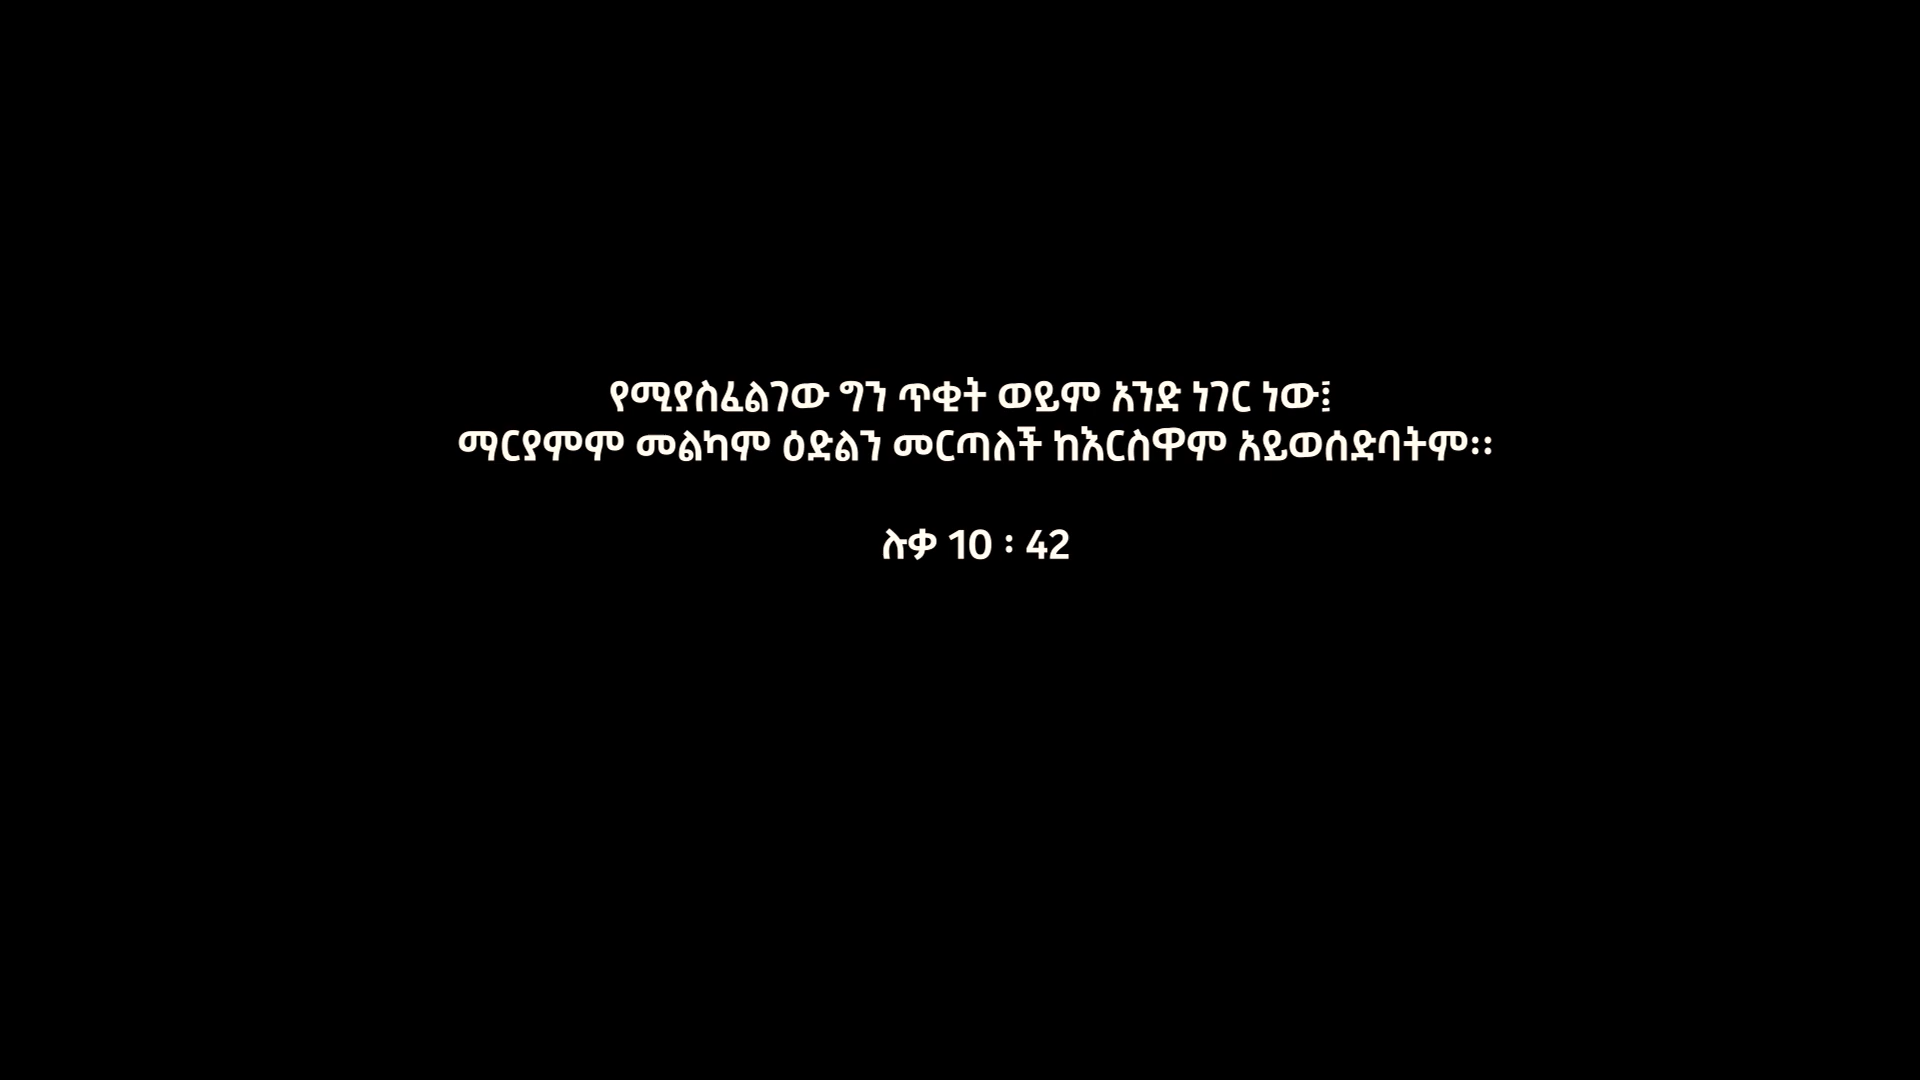 የሚያስፈልገው ግን ጥቂት ወይም አንድ ነገር ነው፤
ማርያምም መልካም ዕድልን መርጣለች ከእርስዋም አይወሰድባትም፡፡
ሉቃ 10 ፡ 42